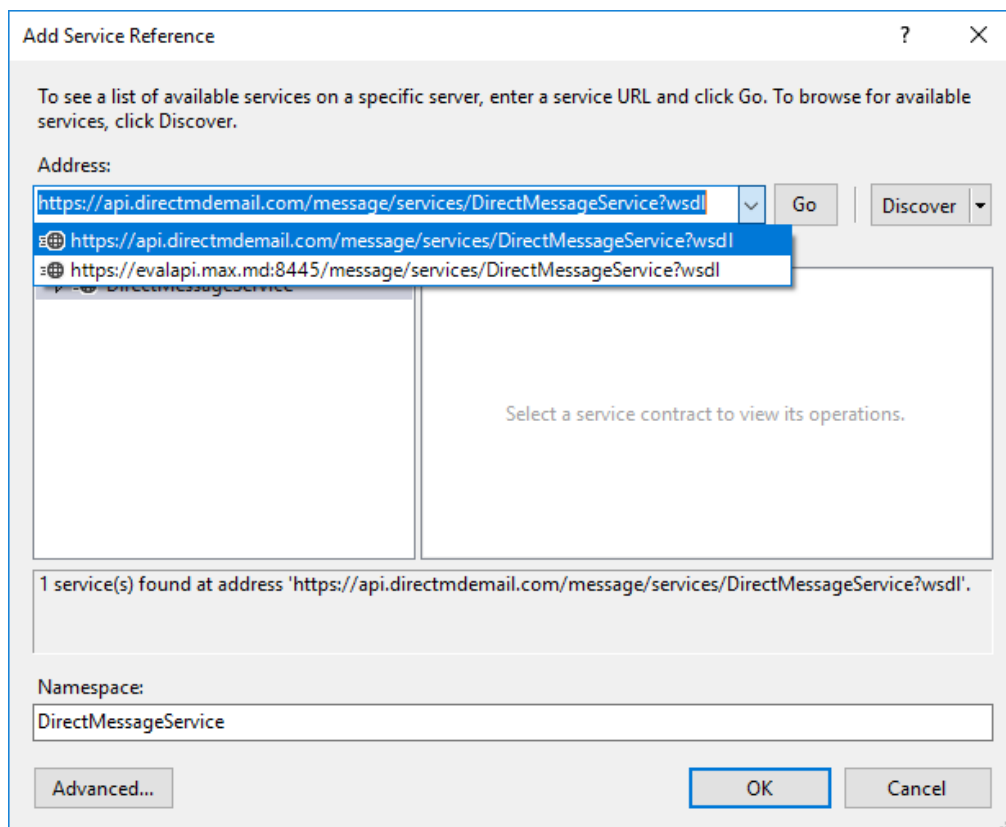 Add Service Reference
?
To see a list of available services on a specific server, enter a service URL and click Go. To browse for available
services, click Discover.
Address:
https://api.directmdemail.com/message/services/DirectMessageService?wsdl
Go
Discover
https://api.directmdemail.com/message/services/DirectMessageService?wsdl
https://evalapi.max.md:8445/message/services/DirectMessageService?wsdl
DirectMessageService
Select a service contract to view its operations.
1 service(s) found at address 'https://api.directmdemail.com/message/services/DirectMessageService?wsdl'.
Namespace:
DirectMessageService
Advanced...
OK
Cancel